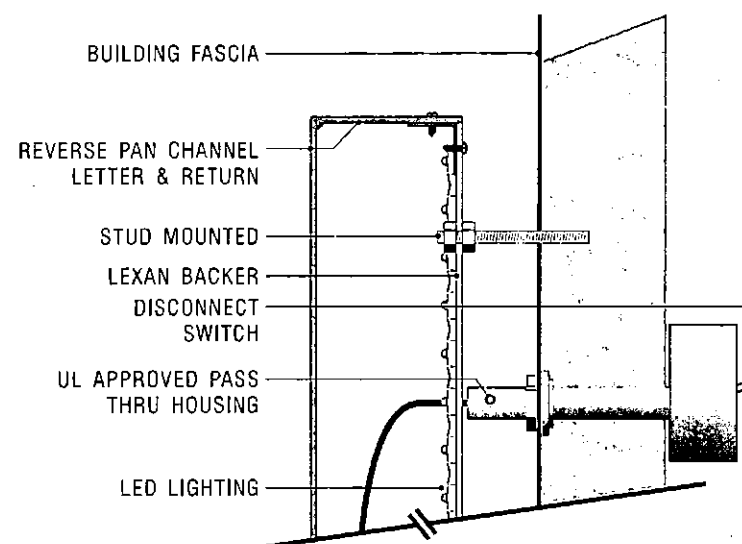 BUILDING FASCIA
REVERSE PAN CHANNEL
LETTER & RETURN
STUD MOUNTED
LEXAN BACKER
DISCONNECT
SWITCH
UL APPROVED PASS
THRU HOUSING
LED LIGHTING